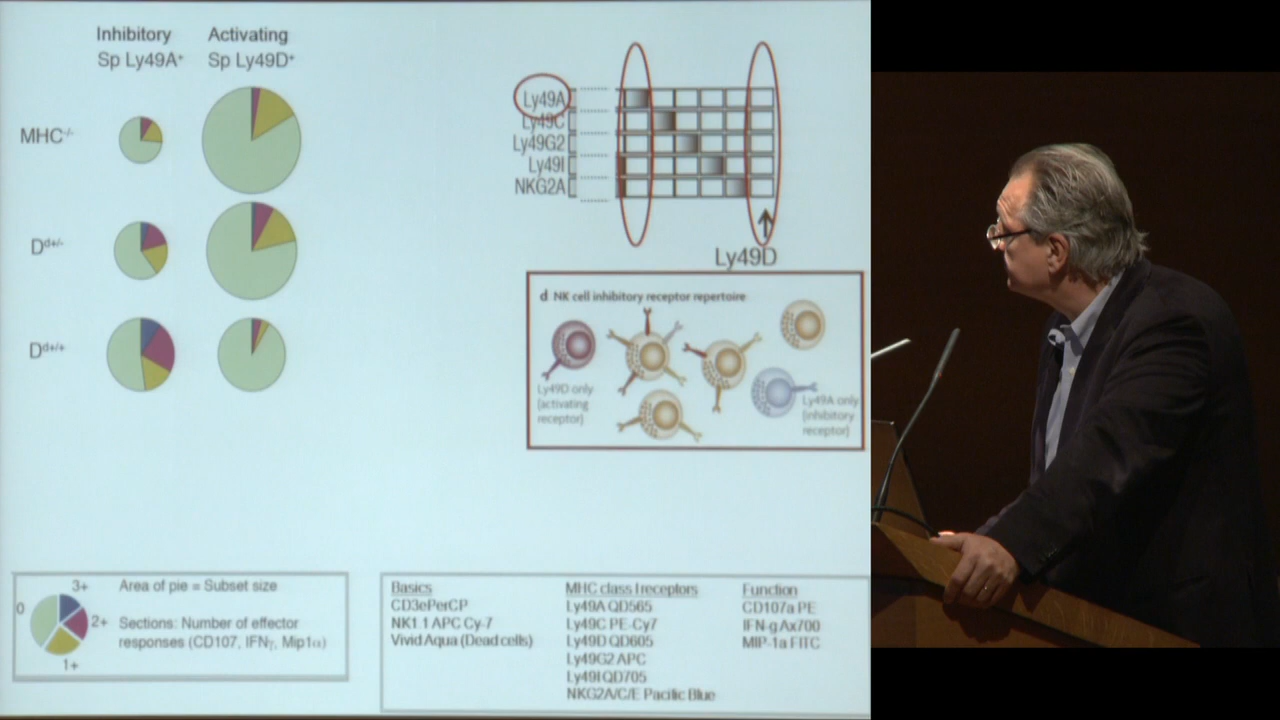 Inhibitory
Sp Ly49A+
Activating
Sp Ly49D+
MHC-/-
Dd+/-
Dd+/+
Ly49A
Ly49C
Ly49G2
Ly49I
NKG2A
Ly49D
d NK cell inhibitory receptor repertoire
Ly49D only
(activating
receptor)
Ly49A only
(inhibitory
receptor)
3+
0
2+
1+
Area of pie = Subset size
Sections: Number of effector
responses (CD107, IFNγ, Mip1α)
Basics
CD3ePerCP
NK1.1 APC Cy-7
Vivid Aqua (Dead cells)
MHC class I receptors
Ly49A QD565
Ly49C PE-Cy7
Ly49D QD605
Ly49G2 APC
Ly49I QD705
NKG2A/C/E Pacific Blue
Function
CD107a PE
IFN-g Ax700
MIP-1a FITC